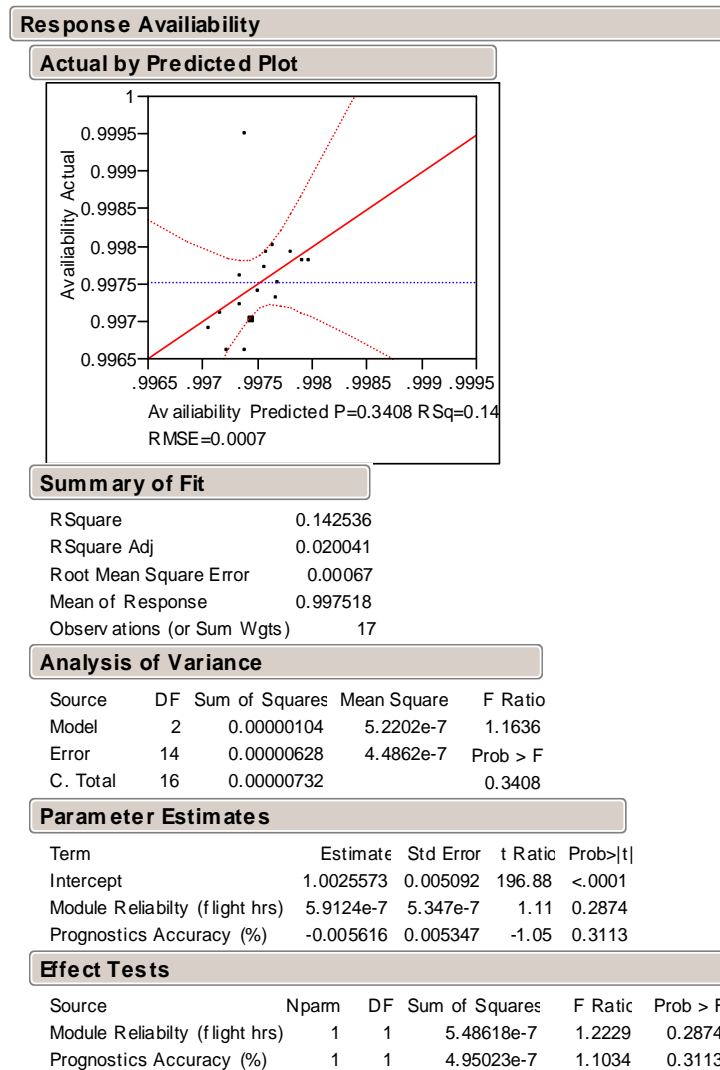 Response Availiability
Actual by Predicted Plot
1
0.9995
0.999
0.9985
0.998
0.9975
0.997
0.9965
Availiability Actual
.9965 .997 .9975 .998 .9985 .999 .9995
Availiability Predicted P=0.3408 RSq=0.14
RMSE=0.0007
Summary of Fit
RSquare 0.142536
RSquare Adj 0.020041
Root Mean Square Error 0.00067
Mean of Response 0.997518
Observations (or Sum Wgts) 17
Analysis of Variance
Source DF Sum of Squares Mean Square F Ratio
Model 2 0.00000104 5.2202e-7 1.1636
Error 14 0.00000628 4.4862e-7 Prob > F
C. Total 16 0.00000732 0.3408
Parameter Estimates
Term Estimate Std Error t Ratio Prob>|t|
Intercept 1.0025573 0.005092 196.88 <.0001
Module Reliabilty (flight hrs) 5.9124e-7 5.347e-7 1.11 0.2874
Prognostics Accuracy (%) -0.005616 0.005347 -1.05 0.3113
Effect Tests
Source Nparm DF Sum of Squares F Ratio Prob > F
Module Reliabilty (flight hrs) 1 1 5.48618e-7 1.2229 0.2874
Prognostics Accuracy (%) 1 1 4.95023e-7 1.1034 0.3113